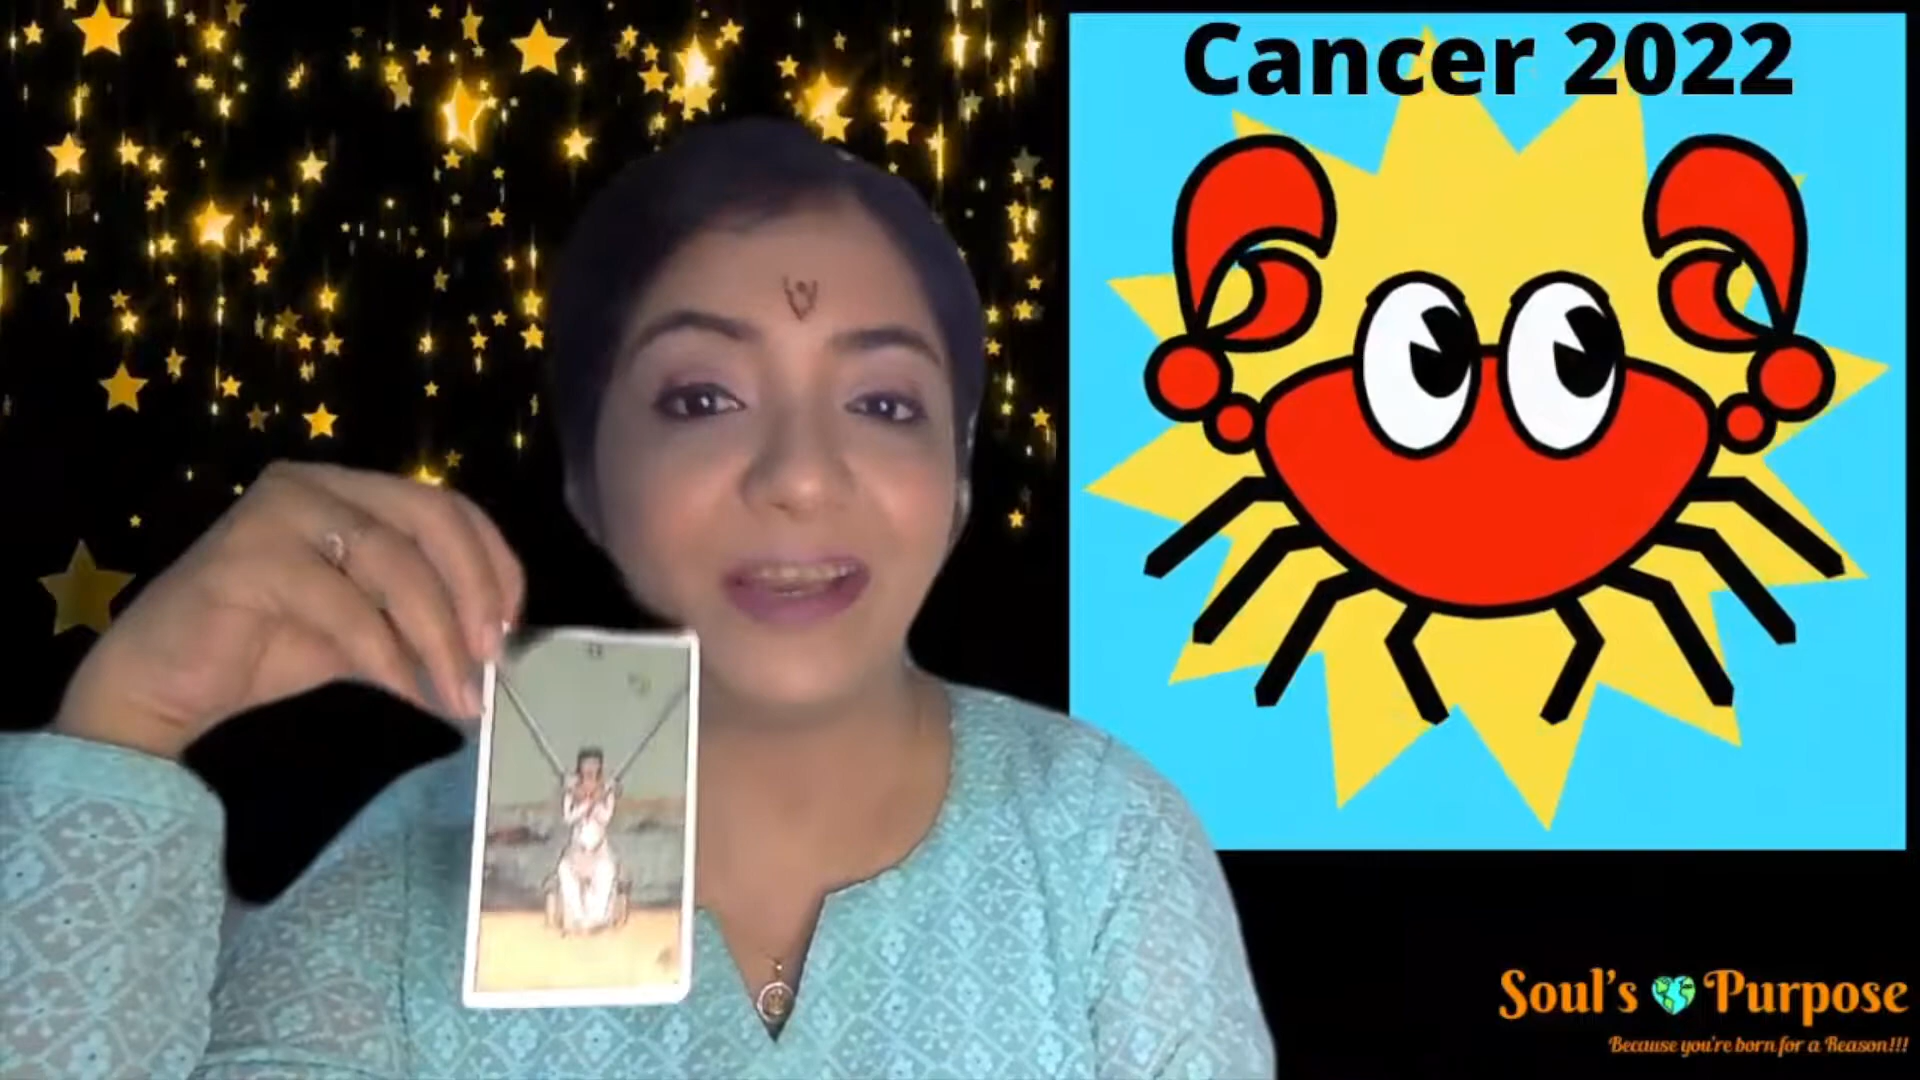 Cancer 2022
Soul's Purpose
Because you're born for a Reason!!!